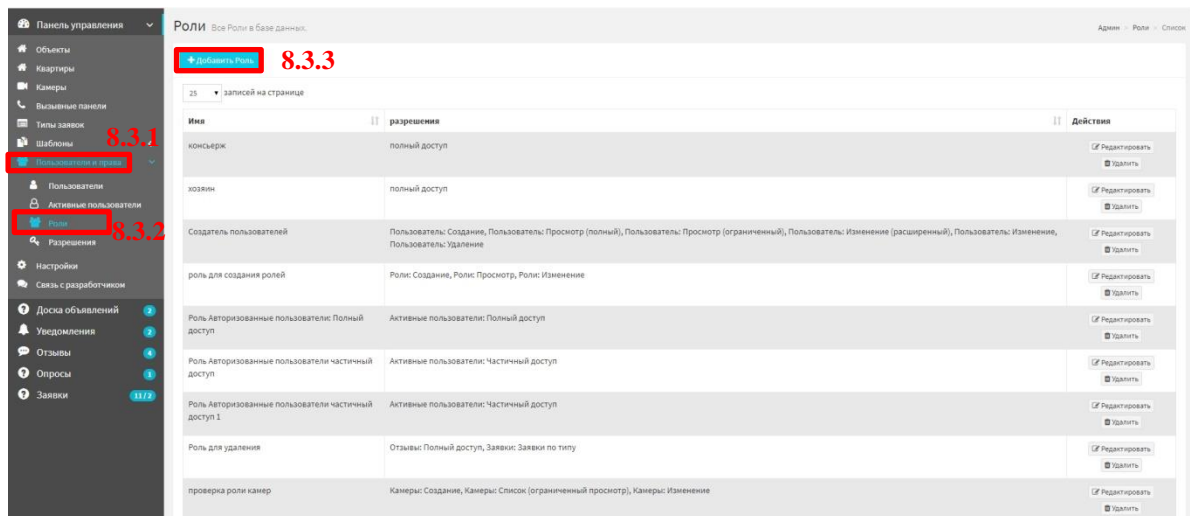 Панель управления
Объекты
Квартиры
Камеры
Вызывные панели
Типы заявок
Шаблоны
8.3.1
Пользователи и права
Пользователи
Активные пользователи
Роли
8.3.2
Разрешения
Настройки
Связь с разработчиком
Доска объявлений 2
Уведомления 2
Отзывы 4
Опросы 1
Заявки 11/2
Роли Все Роли в базе данных.
Админ > Роли > Список
+Добавить Роль
8.3.3
25 записей на странице
Имя разрешения Действия
консьерж полный доступ Редактировать
Удалить
хозяин полный доступ Редактировать
Удалить
Создатель пользователей Пользователь: Создание, Пользователь: Просмотр (полный), Пользователь: Просмотр (ограниченный), Пользователь: Изменение (расширенный), Пользователь: Изменение, Редактировать
Пользователь: Удаление Удалить
роль для создания ролей Роли: Создание, Роли: Просмотр, Роли: Изменение Редактировать
Удалить
Роль Авторизованные пользователи: Полный Активные пользователи: Полный доступ Редактировать
доступ Удалить
Роль Авторизованные пользователи частичный Активные пользователи: Частичный доступ Редактировать
доступ Удалить
Роль Авторизованные пользователи частичный Активные пользователи: Частичный доступ Редактировать
доступ 1 Удалить
Роль для удаления Отзывы: Полный доступ, Заявки: Заявки по типу Редактировать
Удалить
проверка роли камер Камеры: Создание, Камеры: Список (ограниченный просмотр), Камеры: Изменение Редактировать
Удалить